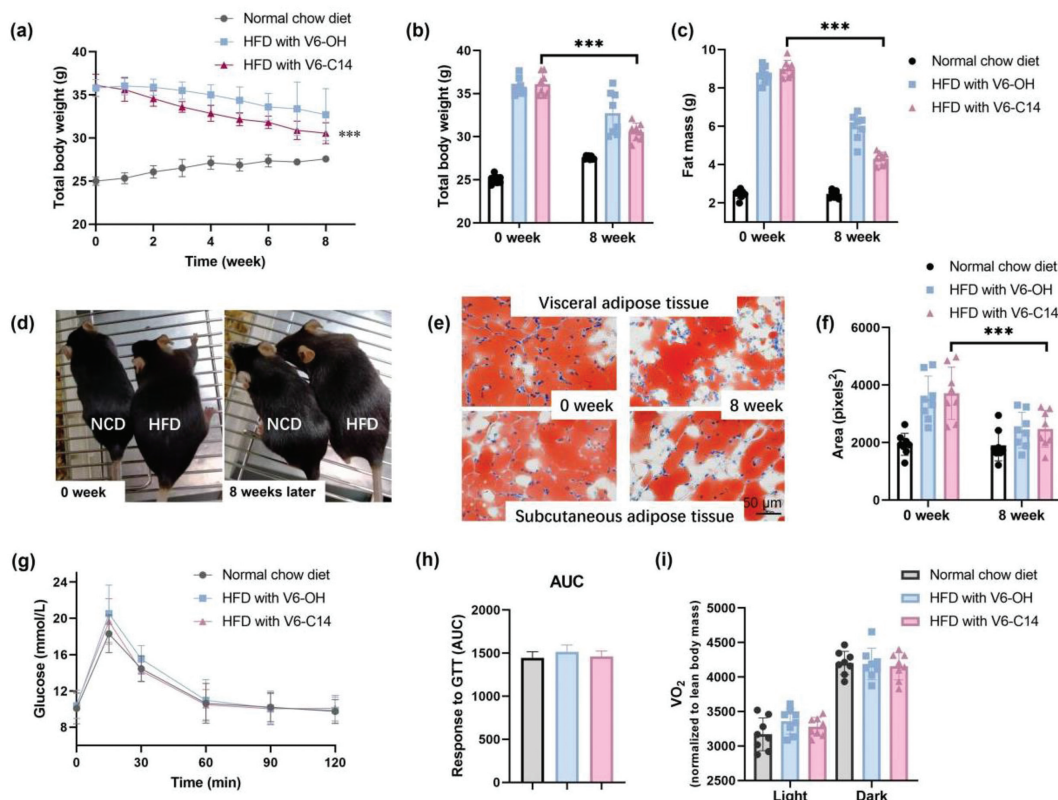 (a)
Normal chow diet
HFD with V6-OH
HFD with V6-C14
Total body weight (g)
40
35
30
25
20
***
0
2
4
6
8
Time (week)
(b)
***
Total body weight (g)
40
35
30
25
20
0 week
8 week
(c)
***
Normal chow diet
HFD with V6-OH
HFD with V6-C14
Fat mass (g)
10
8
6
4
2
0 week
8 week
(d)
NCD
HFD
0 week
NCD
HFD
8 weeks later
(e)
Visceral adipose tissue
0 week
8 week
50 μm
Subcutaneous adipose tissue
Normal chow diet
HFD with V6-OH
HFD with V6-C14
(f)
***
Area (pixels²)
6000
4000
2000
0
0 week
8 week
(g)
Normal chow diet
HFD with V6-OH
HFD with V6-C14
Glucose (mmol/L)
24
20
16
12
8
0
30
60
90
120
Time (min)
(h)
AUC
Response to GTT (AUC)
2000
1500
1000
500
0
(i)
Normal chow diet
HFD with V6-OH
HFD with V6-C14
VO₂
(normalized to lean body mass)
5000
4500
4000
3500
3000
2500
Light
Dark